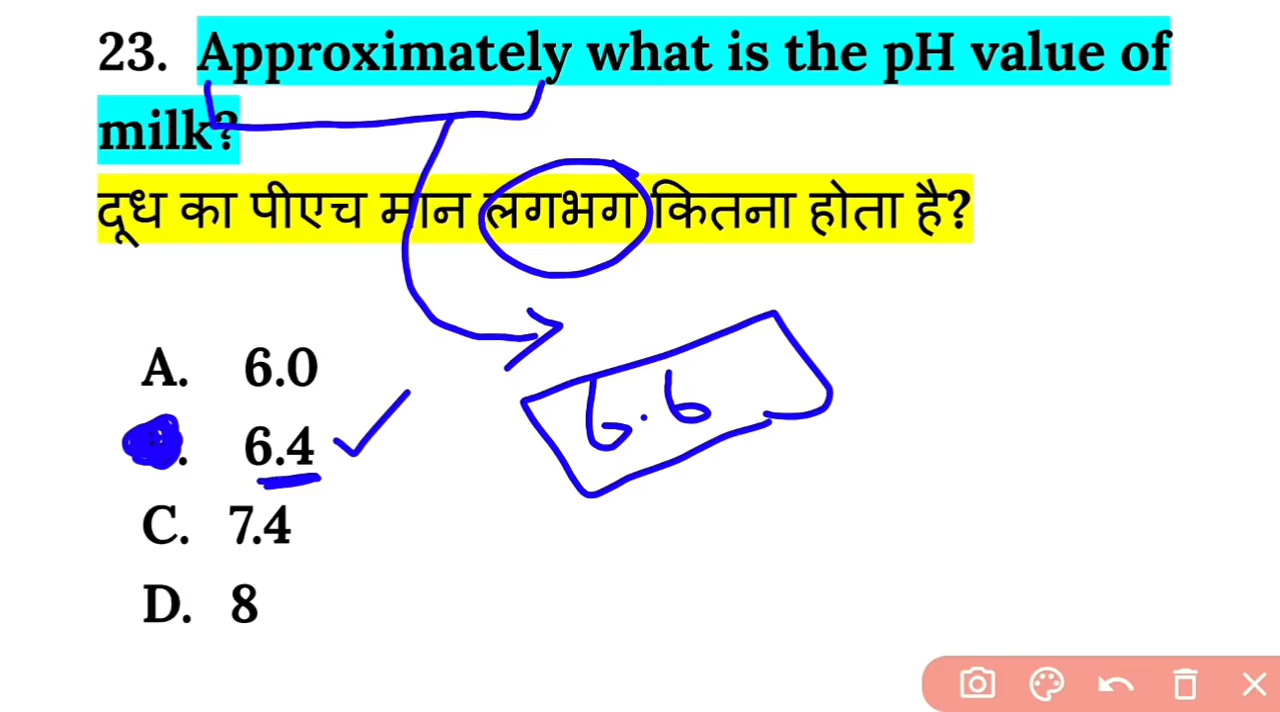 23. Approximately what is the pH value of
milk?
दूध का पीएच मान लगभग कितना होता है?
A. 6.0
. 6.4
6.6
C. 7.4
D. 8